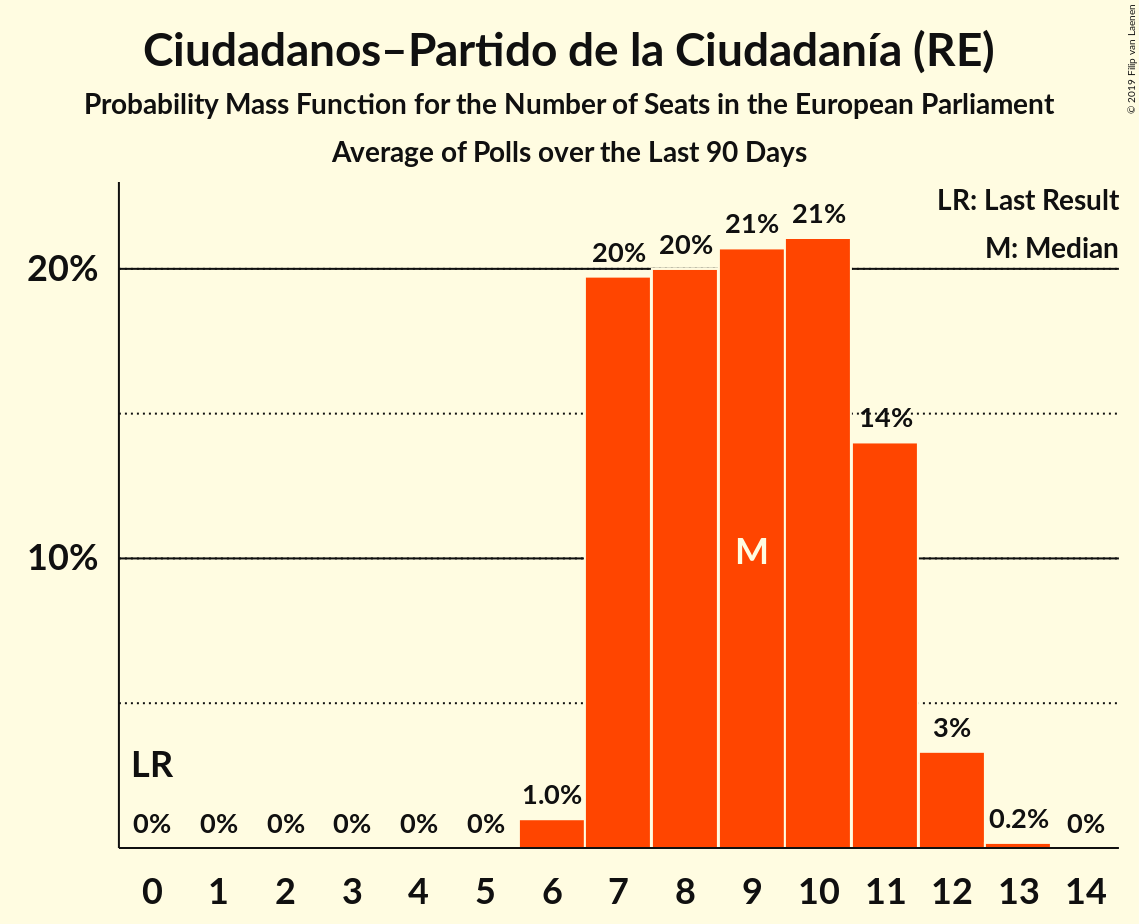 Ciudadanos–Partido de la Ciudadanía (RE)
Probability Mass Function for the Number of Seats in the European Parliament
Average of Polls over the Last 90 Days
© 2019 Filip van Laenen
LR: Last Result
M: Median
20%
10%
LR
0% 0% 0% 0% 0% 0% 1.0% 20% 20% 21% 21% 14% 3% 0.2% 0%
M
0 1 2 3 4 5 6 7 8 9 10 11 12 13 14